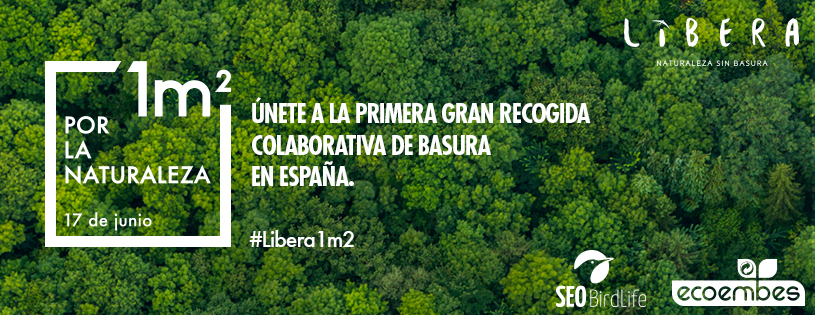 LIBERA
NATURALEZA SIN BASURA
1m²
POR
LA
NATURALEZA
17 de junio
ÚNETE A LA PRIMERA GRAN RECOGIDA
COLABORATIVA DE BASURA
EN ESPAÑA.
#Libera1m2
SEO BirdLife
ecoembes